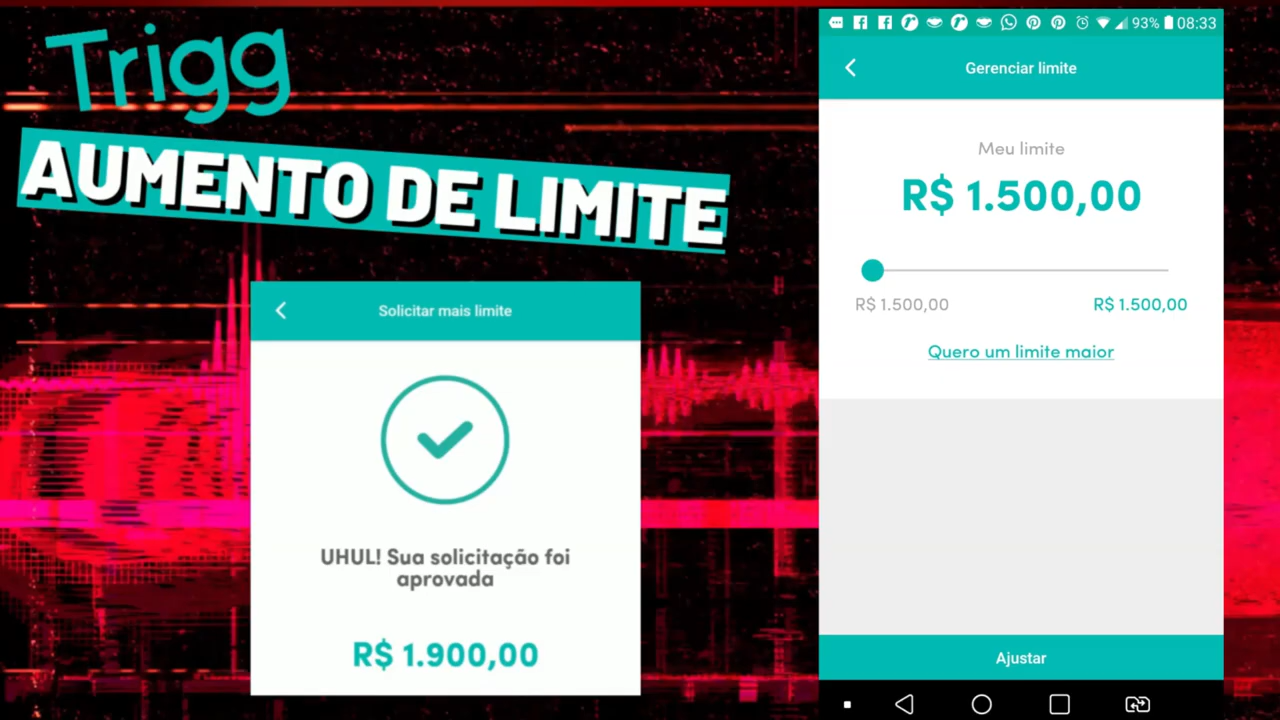 Trigg
AUMENTO DE LIMITE
Solicitar mais limite
UHUL! Sua solicitação foi
aprovada
R$ 1.900,00
93% 08:33
Gerenciar limite
Meu limite
R$ 1.500,00
R$ 1.500,00 R$ 1.500,00
Quero um limite maior
Ajustar